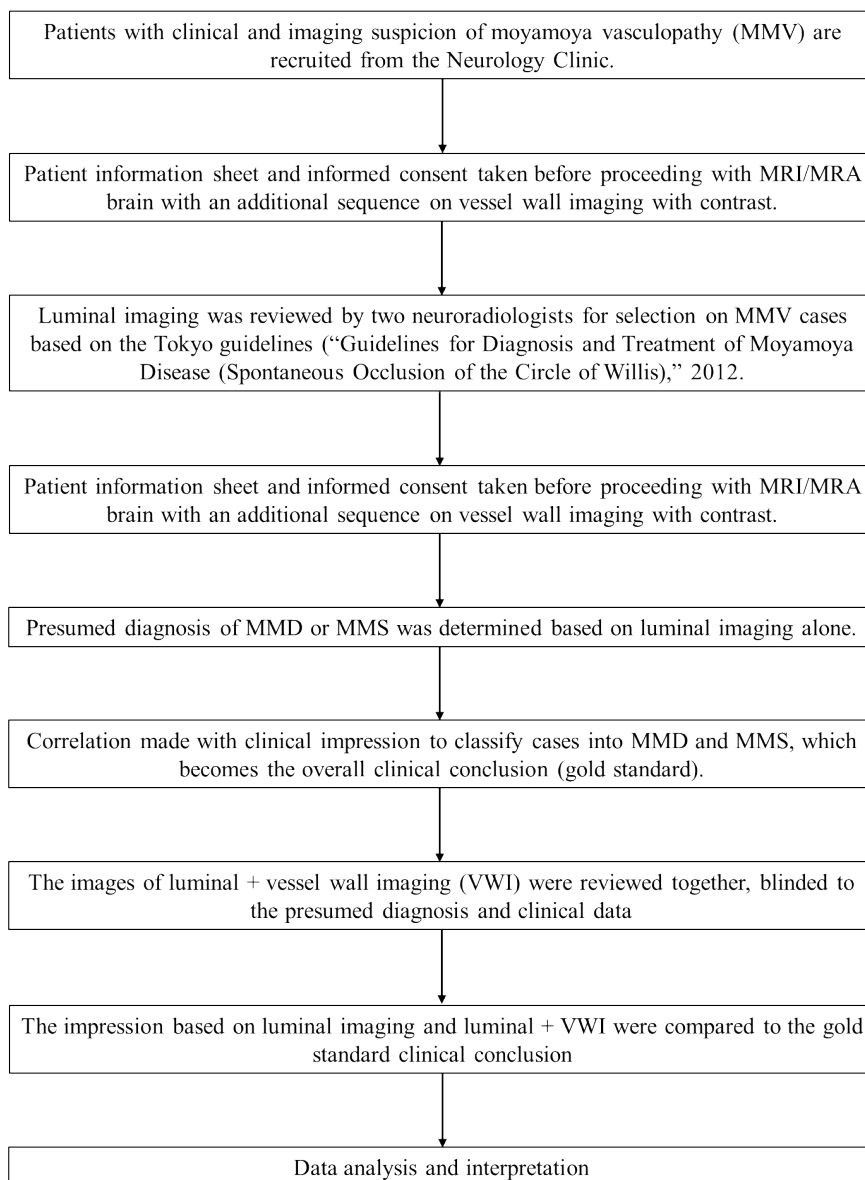 Patients with clinical and imaging suspicion of moyamoya vasculopathy (MMV) are
recruited from the Neurology Clinic.
Patient information sheet and informed consent taken before proceeding with MRI/MRA
brain with an additional sequence on vessel wall imaging with contrast.
Luminal imaging was reviewed by two neuroradiologists for selection on MMV cases
based on the Tokyo guidelines (“Guidelines for Diagnosis and Treatment of Moyamoya
Disease (Spontaneous Occlusion of the Circle of Willis),” 2012.
Patient information sheet and informed consent taken before proceeding with MRI/MRA
brain with an additional sequence on vessel wall imaging with contrast.
Presumed diagnosis of MMD or MMS was determined based on luminal imaging alone.
Correlation made with clinical impression to classify cases into MMD and MMS, which
becomes the overall clinical conclusion (gold standard).
The images of luminal + vessel wall imaging (VWI) were reviewed together, blinded to
the presumed diagnosis and clinical data
The impression based on luminal imaging and luminal + VWI were compared to the gold
standard clinical conclusion
Data analysis and interpretation